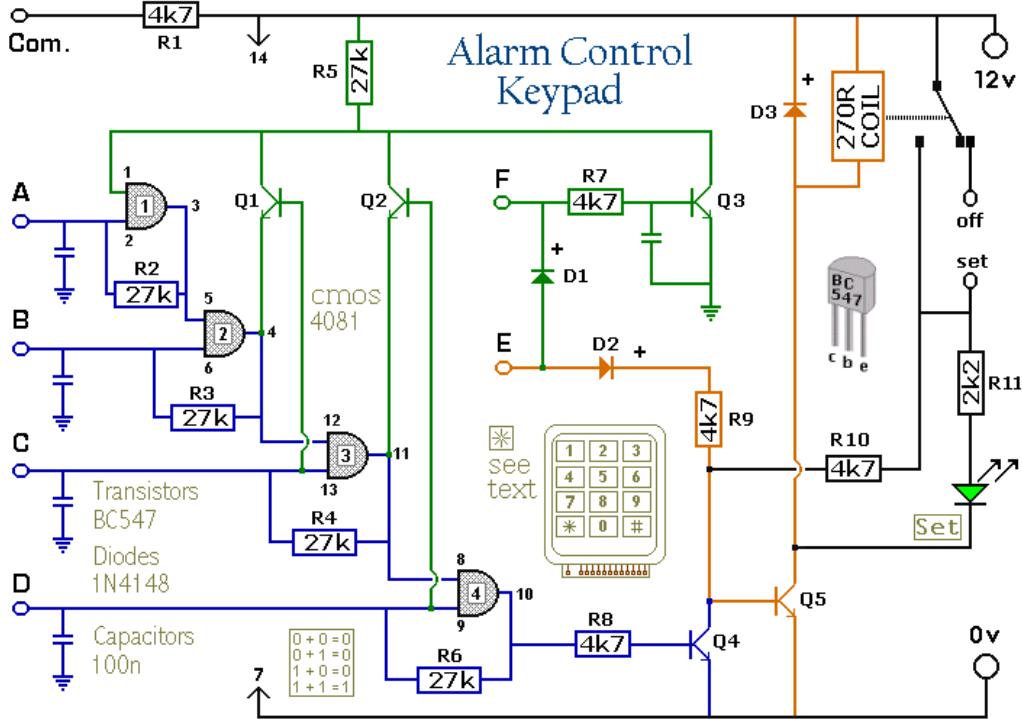 4k7
Com.
R1
14
R5
27k
Alarm Control
Keypad
12v
D3
+
270R
COIL
off
set
A
1
1
3
2
R2
27k
Q1
Q2
F
R7
4k7
Q3
+
D1
cmos
4081
B
5
2
4
6
R3
27k
E
D2
+
BC
547
c b e
R9
4k7
2k2
R11
C
12
3
11
13
R4
27k
*
see
text
1 2 3
4 5 6
7 8 9
* 0 #
R10
4k7
Set
Transistors
BC547
Diodes
1N4148
D
8
4
10
9
R6
27k
R8
4k7
Q4
Q5
Capacitors
100n
0+0=0
0+1=0
1+0=0
1+1=1
7
0v